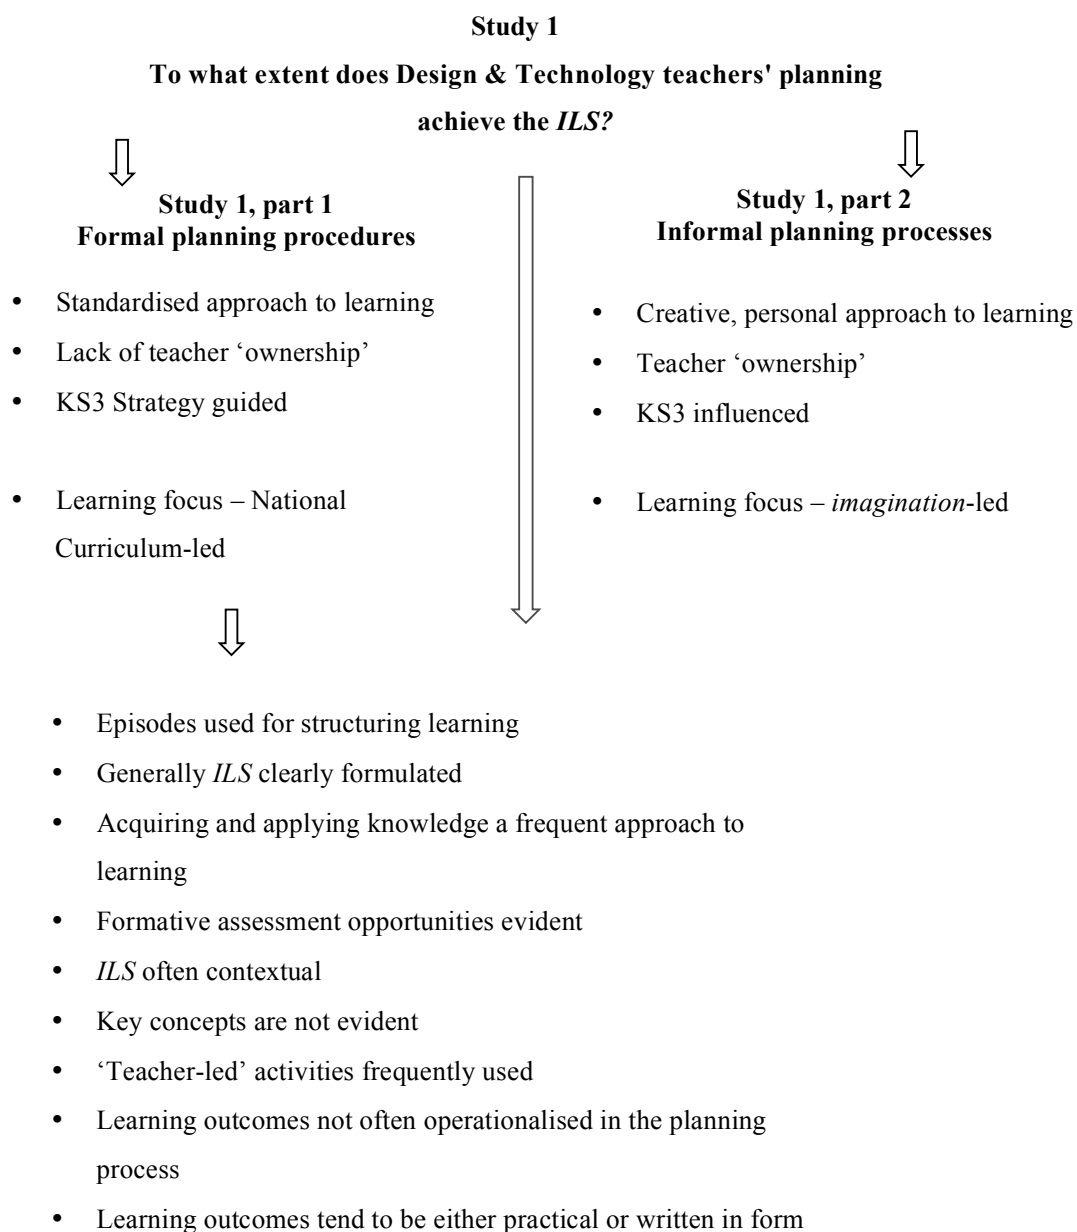 Study 1
To what extent does Design & Technology teachers' planning
achieve the ILS?
Study 1, part 1
Formal planning procedures
• Standardised approach to learning
• Lack of teacher ‘ownership’
• KS3 Strategy guided
• Learning focus – National
Curriculum-led
Study 1, part 2
Informal planning processes
• Creative, personal approach to learning
• Teacher ‘ownership’
• KS3 influenced
• Learning focus – imagination-led
• Episodes used for structuring learning
• Generally ILS clearly formulated
• Acquiring and applying knowledge a frequent approach to
learning
• Formative assessment opportunities evident
• ILS often contextual
• Key concepts are not evident
• ‘Teacher-led’ activities frequently used
• Learning outcomes not often operationalised in the planning
process
• Learning outcomes tend to be either practical or written in form